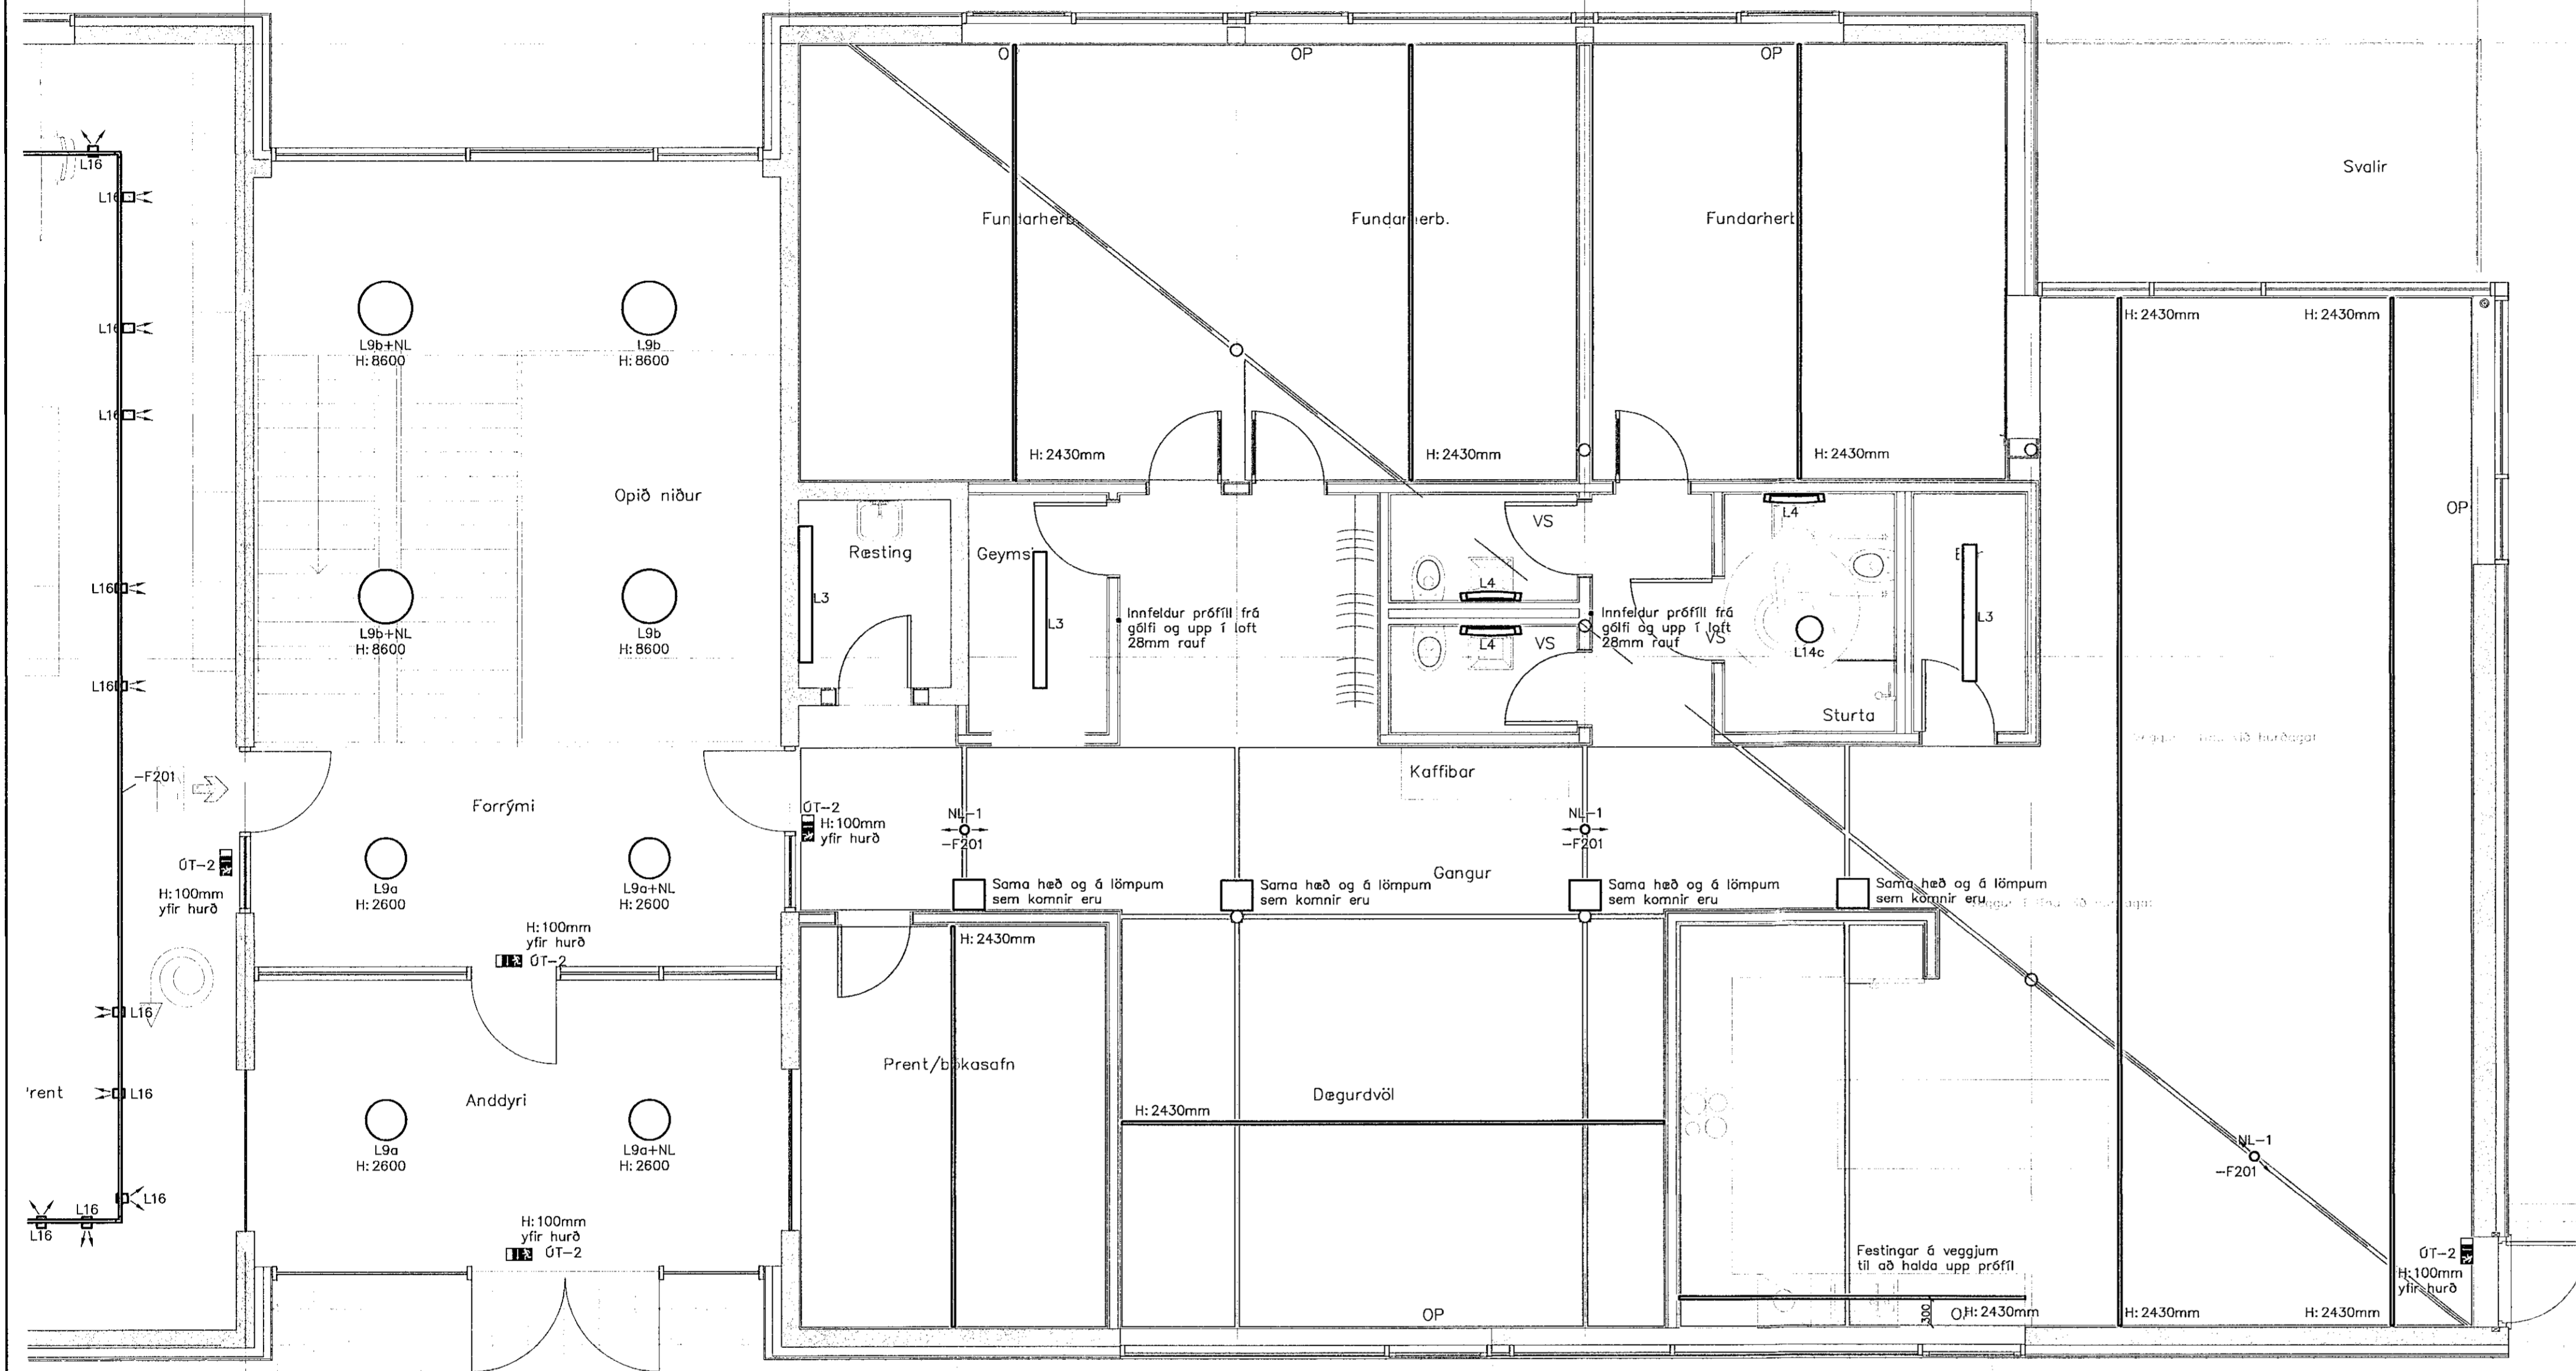 O
OP
OP
L16
Svalir
L16
Fundarherb.
Fundarherb.
Fundarherb
H: 2430mm
H: 2430mm
L16
L9b+NL
H: 8600
L9b
H: 8600
L16
H: 2430mm
H: 2430mm
H: 2430mm
Opið niður
OP
VS
L4
Ræsting
Geyms
L16
L4
L3
L3
L3
Innfeldur prófíll frá
gólfi og upp í loft
28mm rauf
Innfeldur prófíll frá
gólfi og upp í loft
28mm rauf
L9b+NL
H: 8600
L9b
H: 8600
L4
VS
VS
L14c
L16
Sturta
Kaffibar
-F201
Forrými
ÚT-2
H: 100mm
yfir hurð
NL-1
-F201
NL-1
-F201
ÚT-2
H: 100mm
yfir hurð
Gangur
L9a
H: 2600
L9a+NL
H: 2600
Sama hæð og á lömpum
sem komnir eru
Sama hæð og á lömpum
sem komnir eru
Sama hæð og á lömpum
sem komnir eru
Sama hæð og á lömpum
sem komnir eru
H: 100mm
yfir hurð
ÚT-2
H: 2430mm
L16
Prent/bókasafn
'rent
L16
Anddyri
Dægurdvöl
H: 2430mm
L9a
H: 2600
L9a+NL
H: 2600
NL-1
-F201
L16
L16
L16
H: 100mm
yfir hurð
ÚT-2
Festingar á veggjum
til að halda upp prófíl
ÚT-2
H: 100mm
yfir hurð
OP
300
O
H: 2430mm
H: 2430mm
H: 2430mm